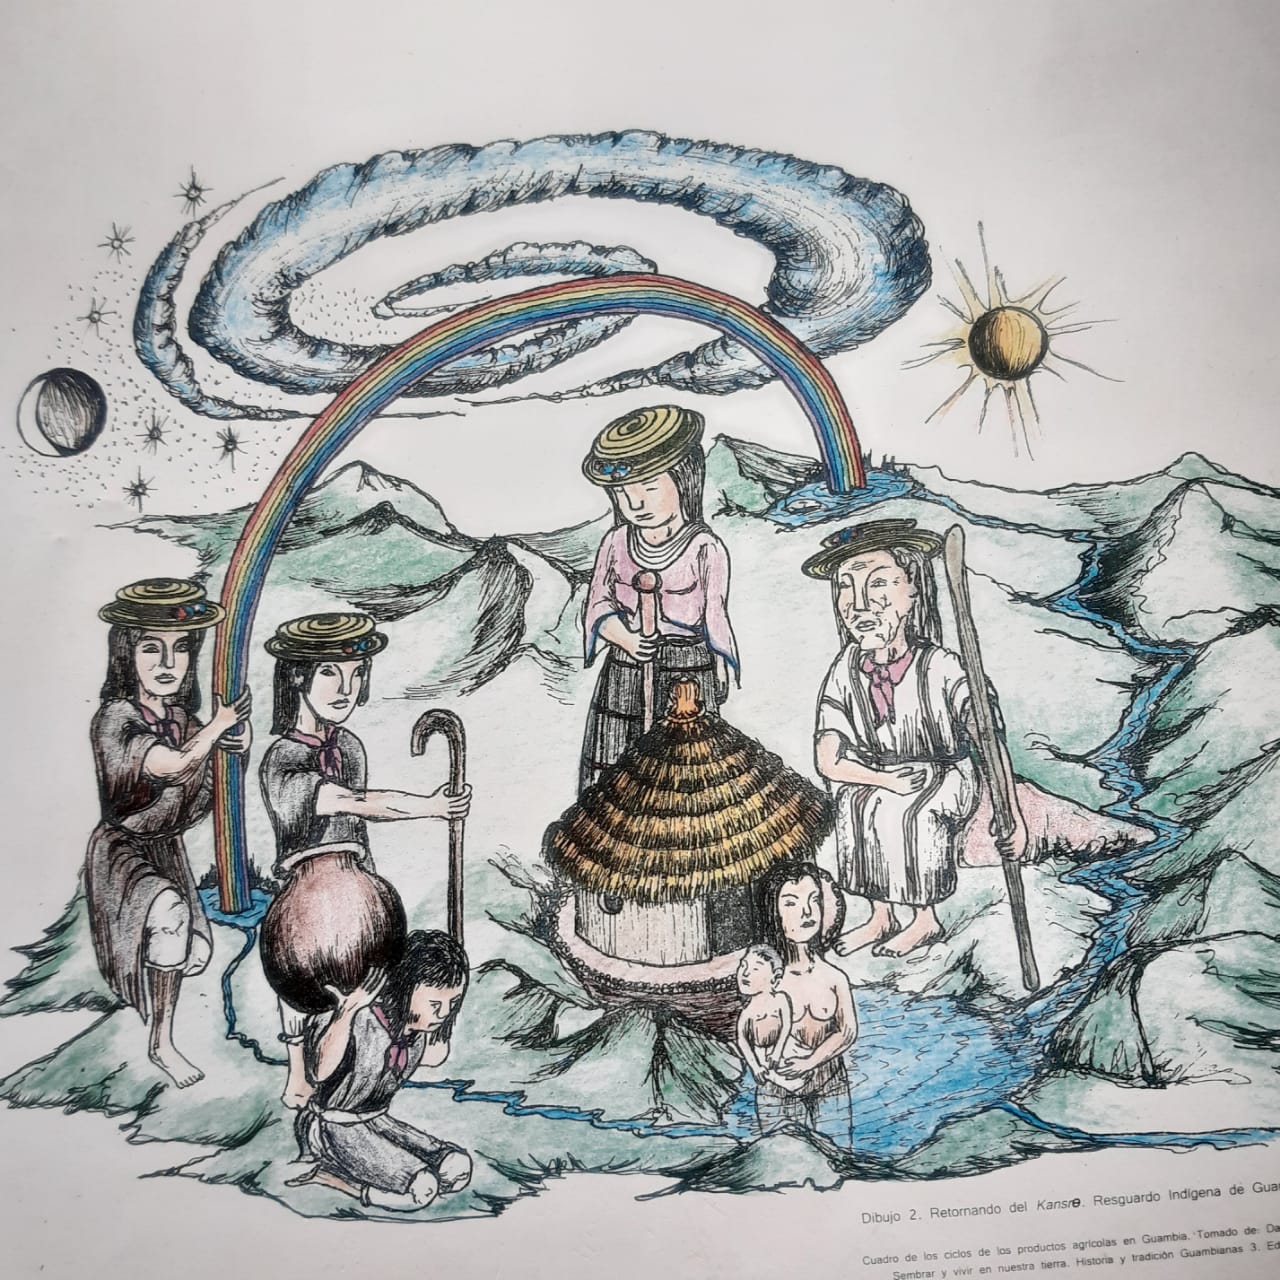 Dibujo 2. Retornando del Kansrɵ. Resguardo Indígena de
Cuadro de los ciclos de los productos agrícolas en Guambia. Tomado de:
Sembrar y vivir en nuestra tierra. Historia y tradición Guambianas 3.